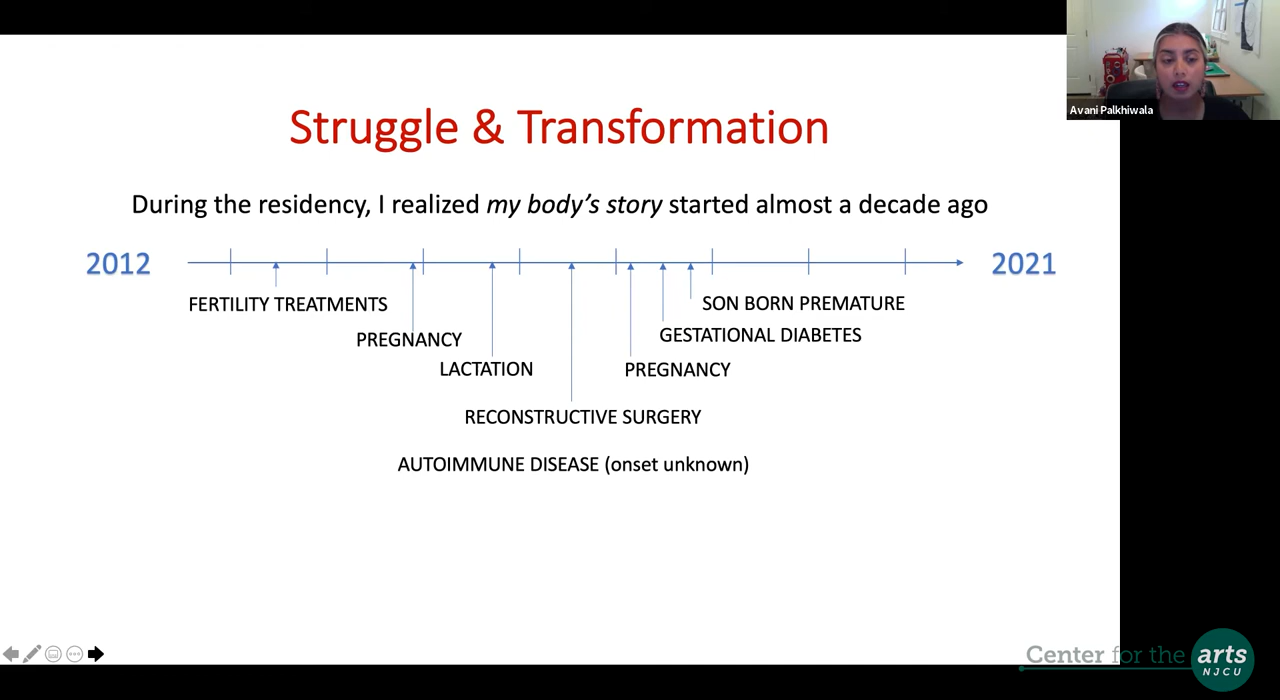 Avani Palkhiwala
Struggle & Transformation
During the residency, I realized my body's story started almost a decade ago
2012
2021
FERTILITY TREATMENTS
SON BORN PREMATURE
PREGNANCY
GESTATIONAL DIABETES
LACTATION
PREGNANCY
RECONSTRUCTIVE SURGERY
AUTOIMMUNE DISEASE (onset unknown)
Center for the arts
NJCU